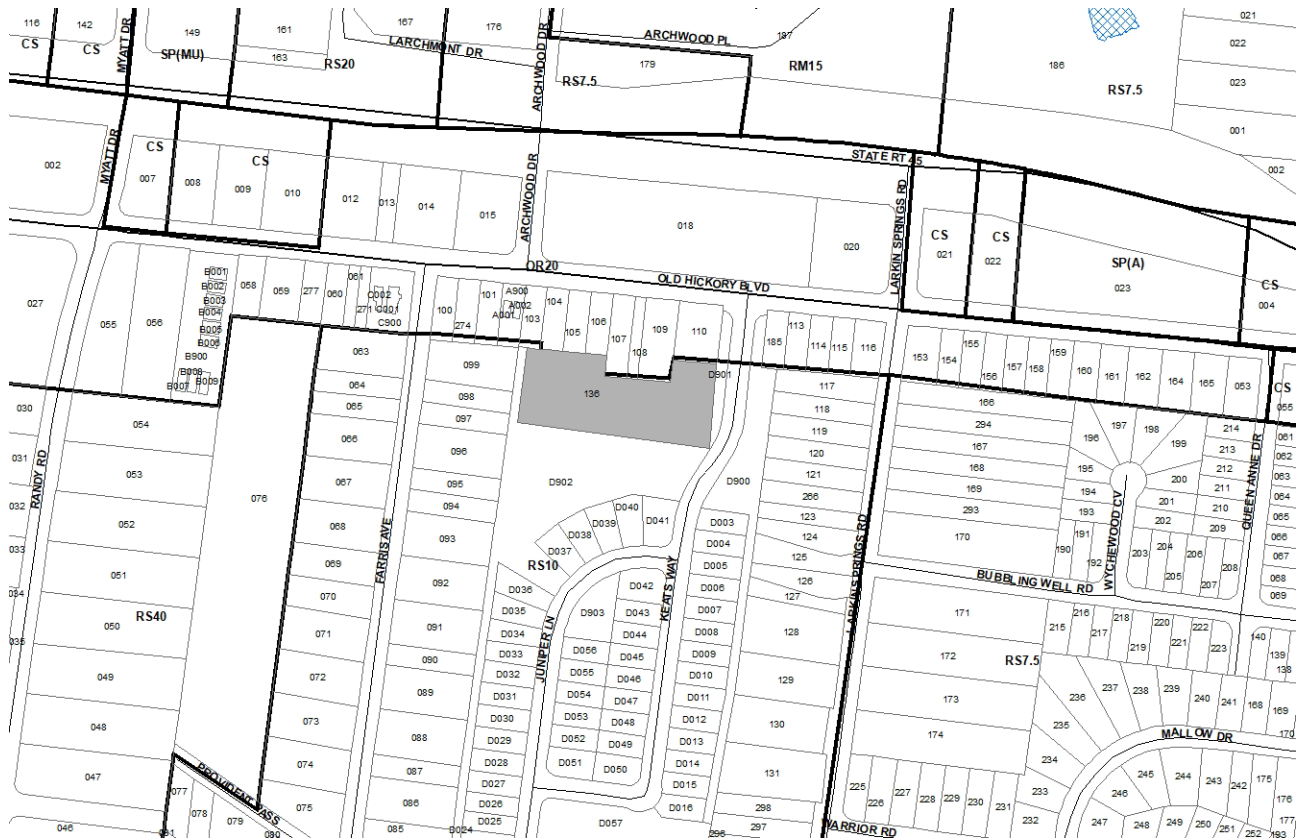 116
142
149
161
167
176
187
179
186
021
022
023
001
002
CS
CS
MYATT DR
SP(MU)
163
RS20
LARCHMONT DR
ARCHWOOD DR
ARCHWOOD PL
RS7.5
RM15
RS7.5
STATE RT 45
002
MYATT DR
CS
007
008
CS
009
010
012
013
014
015
ARCHWOOD DR
018
020
LARKIN SPRINGS RD
CS
021
CS
022
SP(A)
023
CS
004
OR20
OLD HICKORY BLVD
027
055
056
B001
B002
B003
B004
B005
B006
B900
B008
B007
B009
058
059
277
060
061
271
C002
C001
C900
100
274
101
A900
A002
A001
103
104
105
106
107
108
109
110
D901
185
113
114
115
116
153
154
155
156
157
158
159
160
161
162
164
165
053
CS
055
030
031
032
033
034
035
RANDY RD
054
053
052
051
050
RS40
049
048
047
046
076
063
064
065
066
067
068
069
070
071
072
073
074
075
PROVIDENT PASS
077
078
079
080
081
FARRIS AVE
099
098
097
096
095
094
093
092
091
090
089
088
087
086
085
136
D902
D900
D041
D040
D039
D038
D037
RS10
D036
D035
D034
D033
D032
D031
D030
D029
D028
D027
D026
D025
D024
JUNIPER LN
D903
D042
D043
D044
D045
D046
D047
D048
D049
D050
D056
D055
D054
D053
D052
D051
D057
KEATS WAY
D003
D004
D005
D006
D007
D008
D009
D010
D011
D012
D013
D014
D015
D016
117
118
119
120
121
266
123
124
125
126
127
128
129
130
131
298
297
296
LARKIN SPRINGS RD
166
294
167
168
169
293
170
196
197
198
199
195
194
193
190
191
192
200
201
202
203
204
205
206
207
208
209
210
211
212
213
214
WYCHEWOOD CV
QUEEN ANNE DR
061
062
063
064
065
066
067
068
069
BUBBLING WELL RD
171
172
RS7.5
173
174
215
216
217
218
219
220
221
222
223
140
139
138
236
237
238
239
240
241
168
169
170
235
234
233
232
MALLOW DR
225
226
227
228
229
230
231
WARRIOR RD
245
244
243
242
175
176
177
246
247
248
249
250
251
252
193